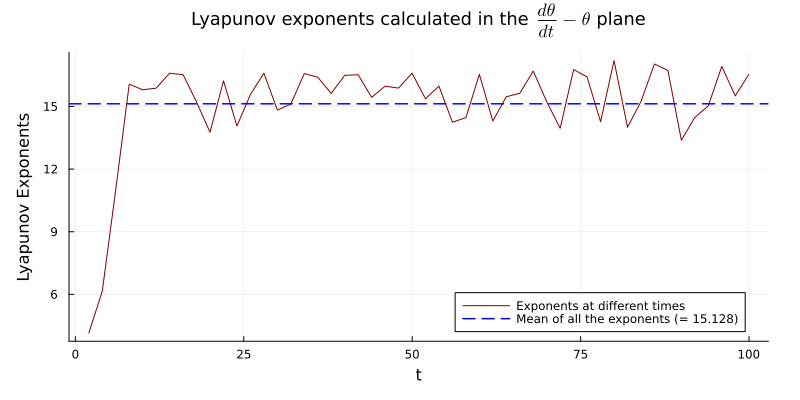 Lyapunov exponents calculated in the dθ/dt − θ plane
Lyapunov Exponents
15
12
9
6
0 25 50 75 100
t
Exponents at different times
Mean of all the exponents (= 15.128)